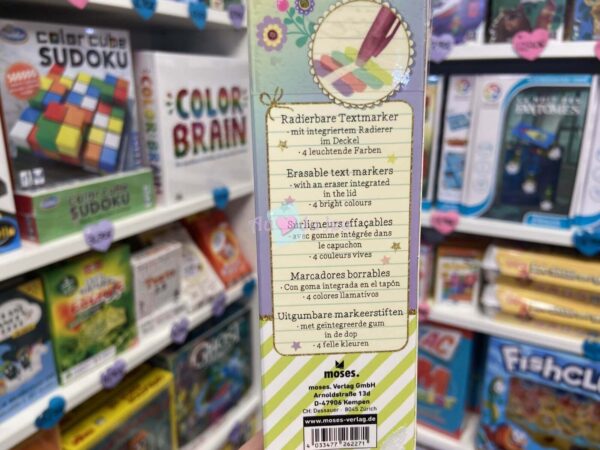 color cube
SUDOKU
COLOR
BRAIN
COLOR CUBE
SUDOKU
Radierbare Textmarker
- mit integriertem Radierer
im Deckel
- 4 leuchtende Farben
Erasable text markers
- with an eraser integrated
in the lid
- 4 bright colours
Surligneurs effaçables
- avec gomme intégrée dans
le capuchon
- 4 couleurs vives
Marcadores borrables
- Con goma integrada en el tapón
- 4 colores llamativos
Uitgumbare markeerstiften
- met geïntegreerde gum
in de dop
- 4 felle kleuren
moses.
moses. Verlag GmbH
Arnoldstraße 13d
D-47906 Kempen
CH: Dessauer · 8045 Zürich
www.moses-verlag.de
4 033477 262271
FANTÔMES
FISHCLU